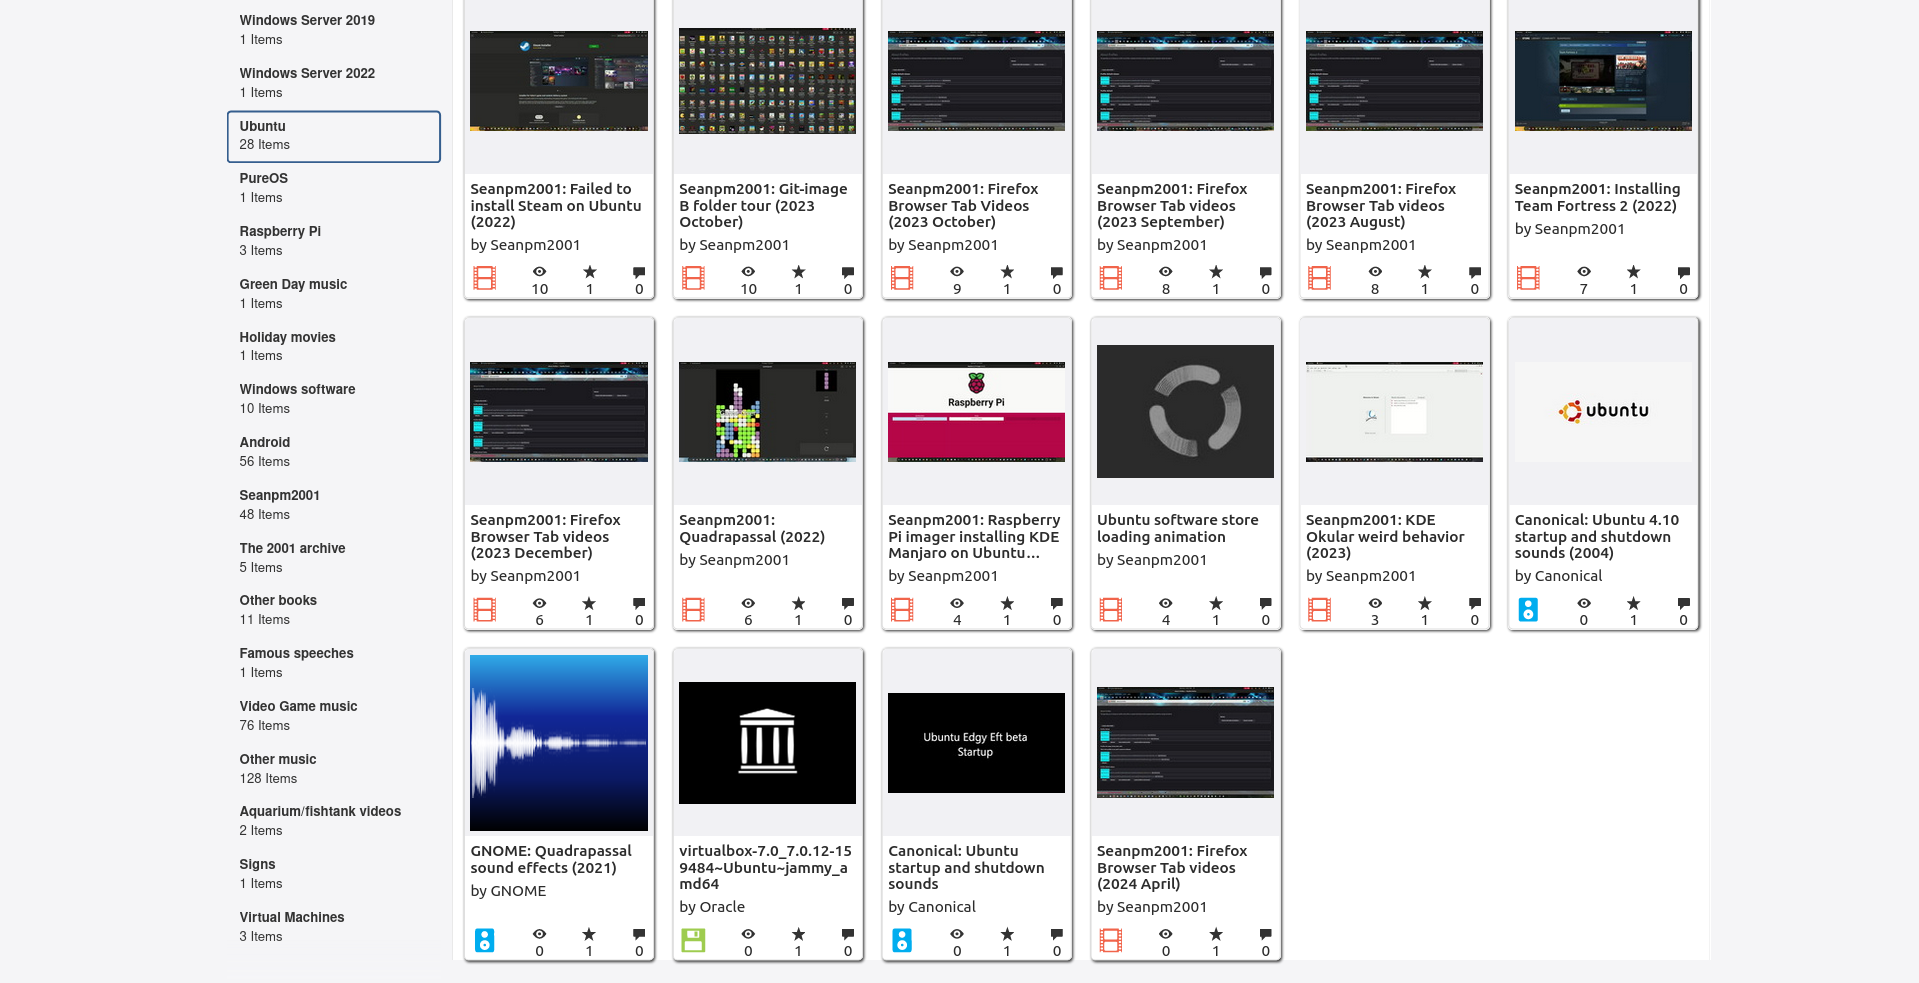 Windows Server 2019
1 Items
Windows Server 2022
1 Items
Ubuntu
28 Items
PureOS
1 Items
Raspberry Pi
3 Items
Green Day music
1 Items
Holiday movies
1 Items
Windows software
10 Items
Android
56 Items
Seanpm2001
48 Items
The 2001 archive
5 Items
Other books
11 Items
Famous speeches
1 Items
Video Game music
76 Items
Other music
128 Items
Aquarium/fishtank videos
2 Items
Signs
1 Items
Virtual Machines
3 Items
Seanpm2001: Failed to
install Steam on Ubuntu
(2022)
by Seanpm2001
10 1 0
Seanpm2001: Git-image
B folder tour (2023
October)
by Seanpm2001
10 1 0
Seanpm2001: Firefox
Browser Tab Videos
(2023 October)
by Seanpm2001
9 1 0
Seanpm2001: Firefox
Browser Tab videos
(2023 September)
by Seanpm2001
8 1 0
Seanpm2001: Firefox
Browser Tab videos
(2023 August)
by Seanpm2001
8 1 0
Seanpm2001: Installing
Team Fortress 2 (2022)
by Seanpm2001
7 1 0
Seanpm2001: Firefox
Browser Tab videos
(2023 December)
by Seanpm2001
6 1 0
Seanpm2001:
Quadrapassal (2022)
by Seanpm2001
6 1 0
Raspberry Pi
Seanpm2001: Raspberry
Pi imager installing KDE
Manjaro on Ubuntu...
by Seanpm2001
4 1 0
Ubuntu software store
loading animation
by Seanpm2001
4 1 0
Seanpm2001: KDE
Okular weird behavior
(2023)
by Seanpm2001
3 1 0
ubuntu
Canonical: Ubuntu 4.10
startup and shutdown
sounds (2004)
by Canonical
0 1 0
GNOME: Quadrapassal
sound effects (2021)
by GNOME
0 1 0
virtualbox-7.0_7.0.12-15
9484~Ubuntu~jammy_a
md64
by Oracle
0 1 0
Ubuntu Edgy Eft beta
Startup
Canonical: Ubuntu
startup and shutdown
sounds
by Canonical
0 1 0
Seanpm2001: Firefox
Browser Tab videos
(2024 April)
by Seanpm2001
0 1 0